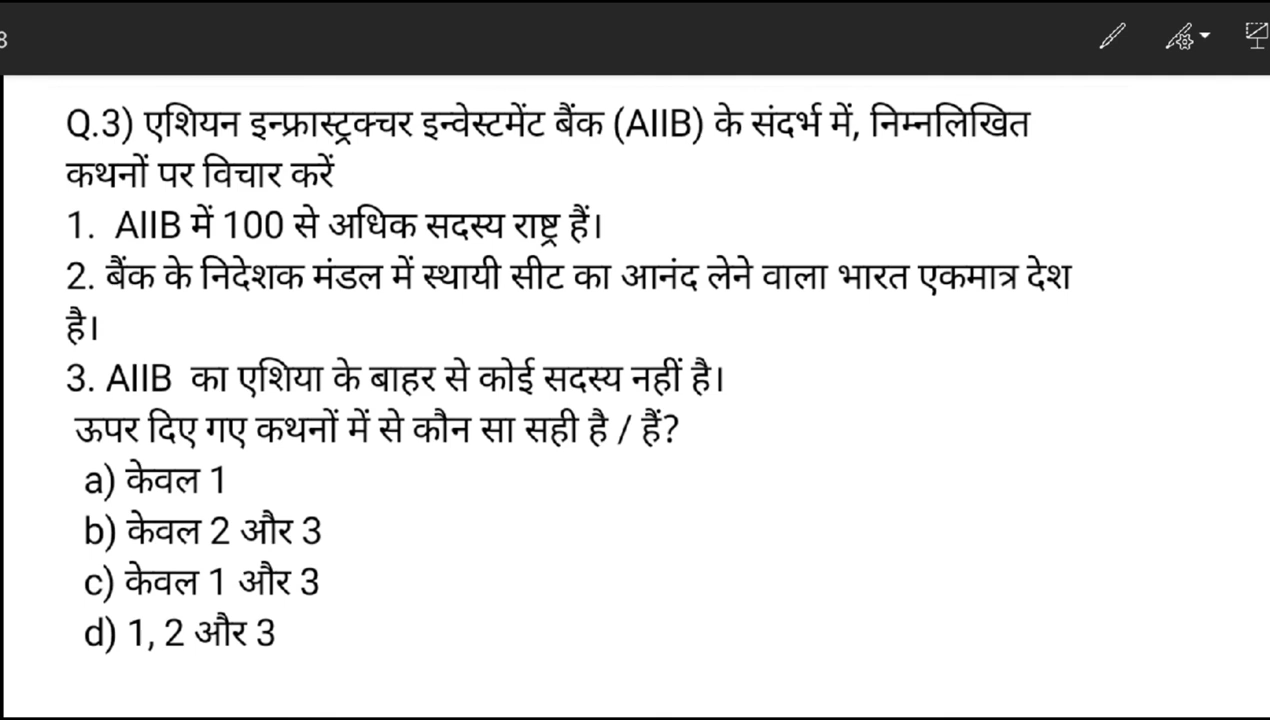 8
Q.3) एशियन इन्फ्रास्ट्रक्चर इन्वेस्टमेंट बैंक (AIIB) के संदर्भ में, निम्नलिखित
कथनों पर विचार करें
1. AIIB में 100 से अधिक सदस्य राष्ट्र हैं।
2. बैंक के निदेशक मंडल में स्थायी सीट का आनंद लेने वाला भारत एकमात्र देश
है।
3. AIIB का एशिया के बाहर से कोई सदस्य नहीं है।
ऊपर दिए गए कथनों में से कौन सा सही है / हैं?
a) केवल 1
b) केवल 2 और 3
c) केवल 1 और 3
d) 1, 2 और 3